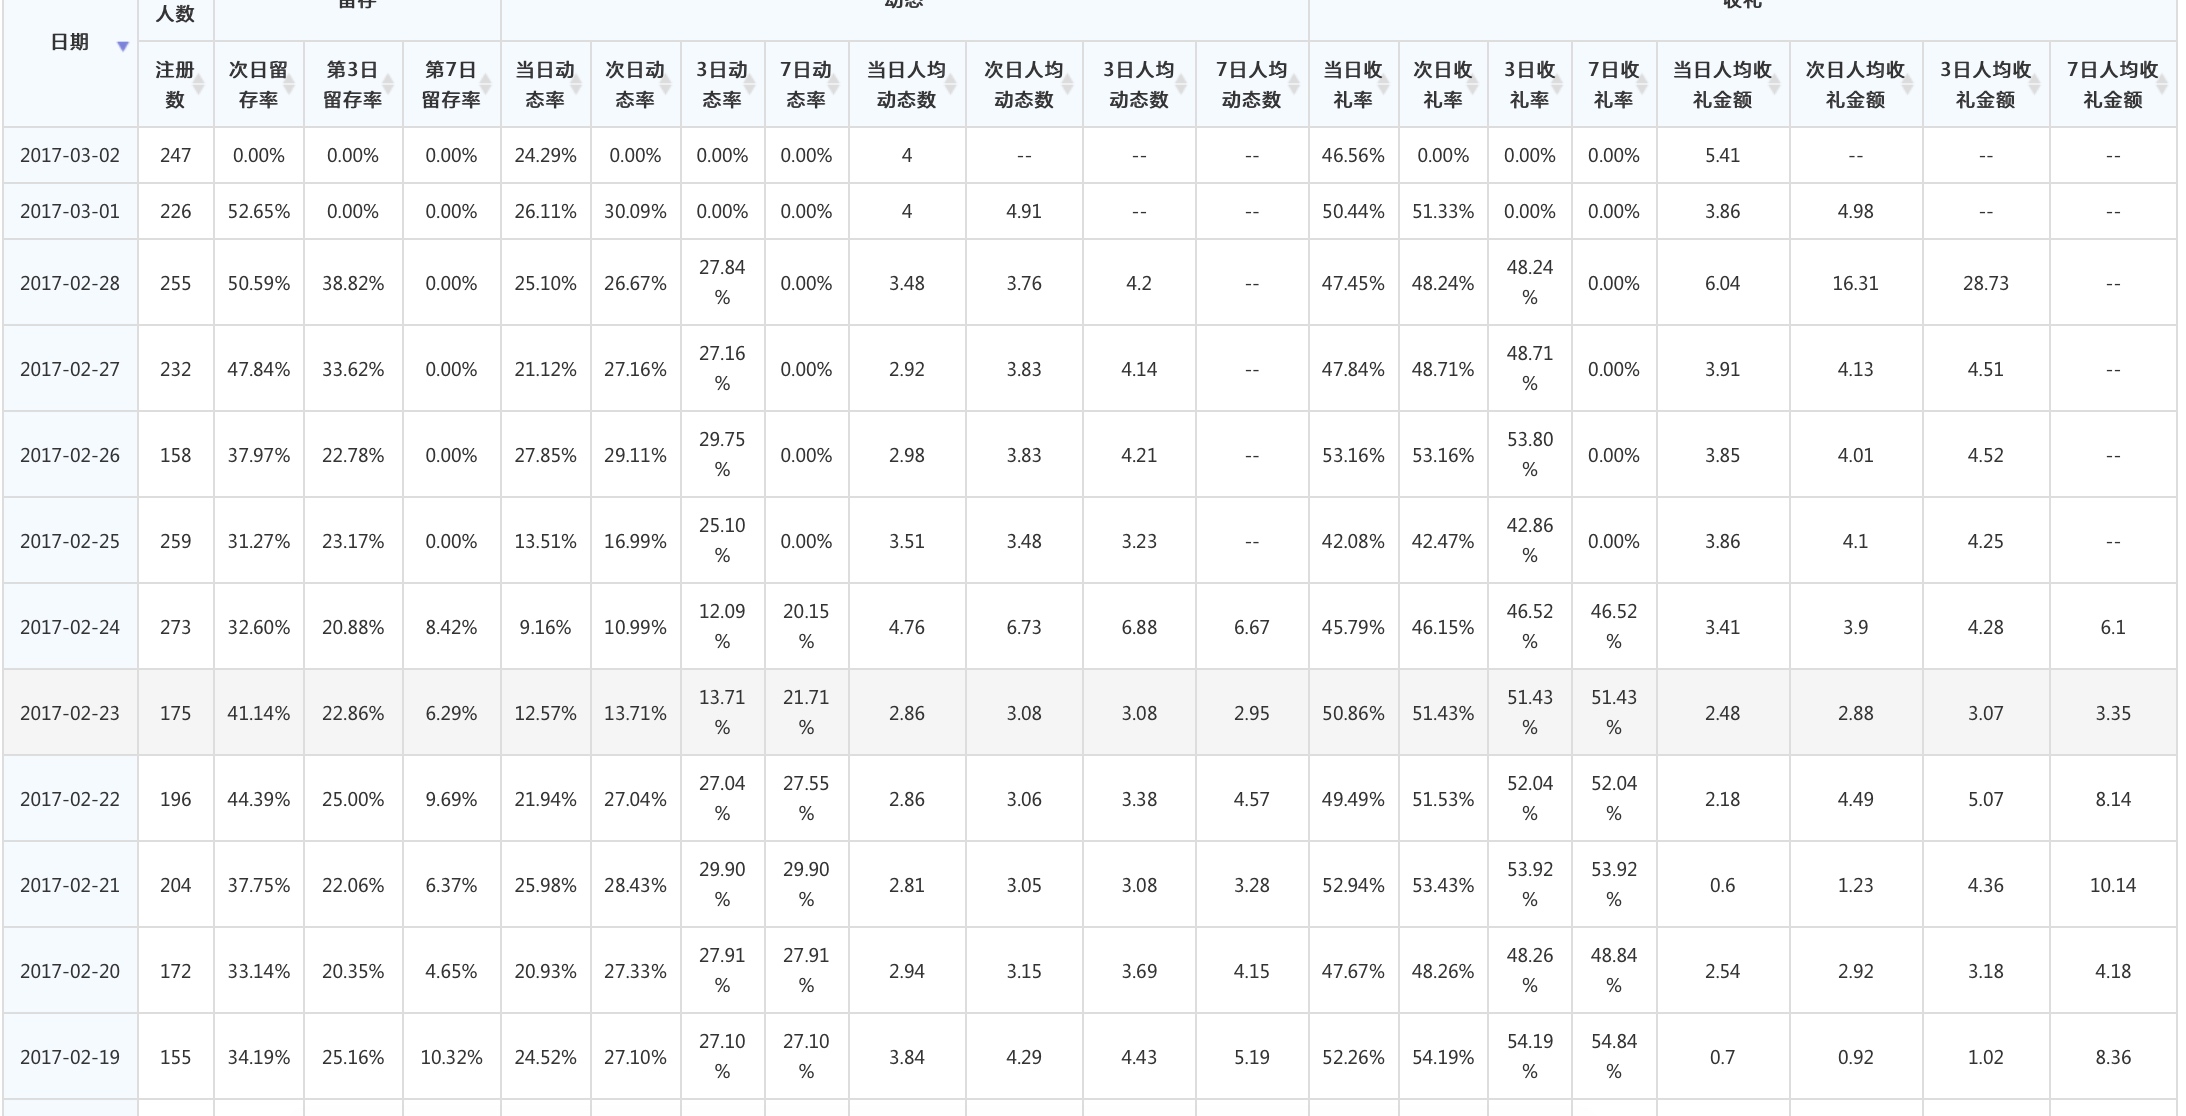 人数 留存 动态 收礼
日期
注册 次日留 第3日 第7日 当日动 次日动 3日动 7日动 当日人均 次日人均 3日人均 7日人均 当日收 次日收 3日收 7日收 当日人均收 次日人均收 3日人均收 7日人均收
数 存率 留存率 留存率 态率 态率 态率 态率 动态数 动态数 动态数 动态数 礼率 礼率 礼率 礼率 礼金额 礼金额 礼金额 礼金额
2017-03-02 247 0.00% 0.00% 0.00% 24.29% 0.00% 0.00% 0.00% 4 -- -- -- 46.56% 0.00% 0.00% 0.00% 5.41 -- -- --
2017-03-01 226 52.65% 0.00% 0.00% 26.11% 30.09% 0.00% 0.00% 4 4.91 -- -- 50.44% 51.33% 0.00% 0.00% 3.86 4.98 -- --
2017-02-28 255 50.59% 38.82% 0.00% 25.10% 26.67% 27.84% 0.00% 3.48 3.76 4.2 -- 47.45% 48.24% 48.24% 0.00% 6.04 16.31 28.73 --
2017-02-27 232 47.84% 33.62% 0.00% 21.12% 27.16% 27.16% 0.00% 2.92 3.83 4.14 -- 47.84% 48.71% 48.71% 0.00% 3.91 4.13 4.51 --
2017-02-26 158 37.97% 22.78% 0.00% 27.85% 29.11% 29.75% 0.00% 2.98 3.83 4.21 -- 53.16% 53.16% 53.80% 0.00% 3.85 4.01 4.52 --
2017-02-25 259 31.27% 23.17% 0.00% 13.51% 16.99% 25.10% 0.00% 3.51 3.48 3.23 -- 42.08% 42.47% 42.86% 0.00% 3.86 4.1 4.25 --
2017-02-24 273 32.60% 20.88% 8.42% 9.16% 10.99% 12.09% 20.15% 4.76 6.73 6.88 6.67 45.79% 46.15% 46.52% 46.52% 3.41 3.9 4.28 6.1
2017-02-23 175 41.14% 22.86% 6.29% 12.57% 13.71% 13.71% 21.71% 2.86 3.08 3.08 2.95 50.86% 51.43% 51.43% 51.43% 2.48 2.88 3.07 3.35
2017-02-22 196 44.39% 25.00% 9.69% 21.94% 27.04% 27.04% 27.55% 2.86 3.06 3.38 4.57 49.49% 51.53% 52.04% 52.04% 2.18 4.49 5.07 8.14
2017-02-21 204 37.75% 22.06% 6.37% 25.98% 28.43% 29.90% 29.90% 2.81 3.05 3.08 3.28 52.94% 53.43% 53.92% 53.92% 0.6 1.23 4.36 10.14
2017-02-20 172 33.14% 20.35% 4.65% 20.93% 27.33% 27.91% 27.91% 2.94 3.15 3.69 4.15 47.67% 48.26% 48.26% 48.84% 2.54 2.92 3.18 4.18
2017-02-19 155 34.19% 25.16% 10.32% 24.52% 27.10% 27.10% 27.10% 3.84 4.29 4.43 5.19 52.26% 54.19% 54.19% 54.84% 0.7 0.92 1.02 8.36